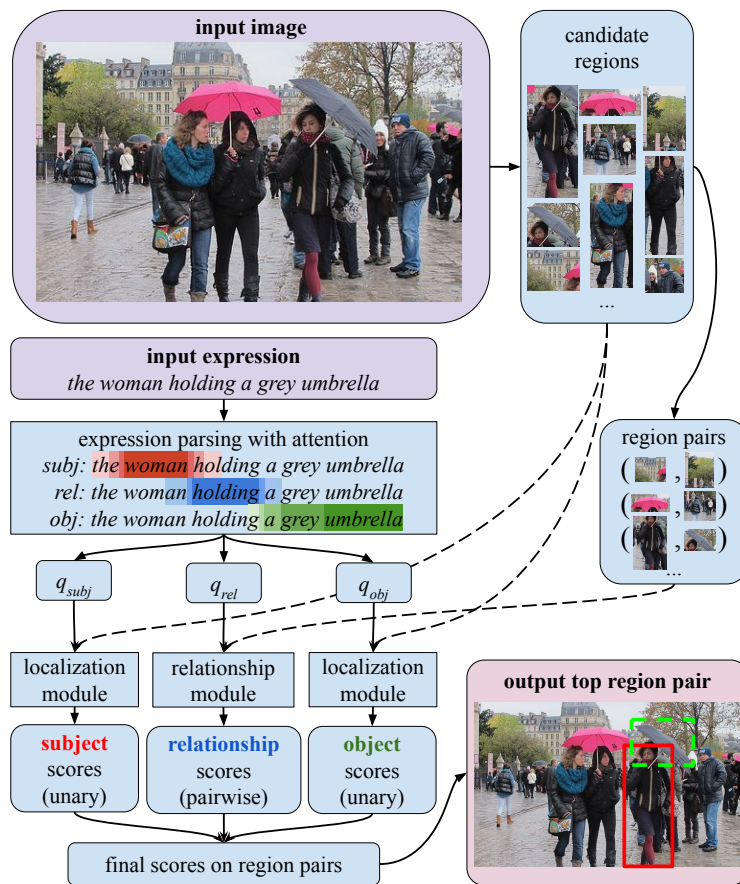 input image
candidate
regions
...
input expression
the woman holding a grey umbrella
expression parsing with attention
subj: the woman holding a grey umbrella
rel: the woman holding a grey umbrella
obj: the woman holding a grey umbrella
region pairs
( , )
( , )
( , )
...
q_subj
q_rel
q_obj
localization
module
relationship
module
localization
module
subject
scores
(unary)
relationship
scores
(pairwise)
object
scores
(unary)
final scores on region pairs
output top region pair